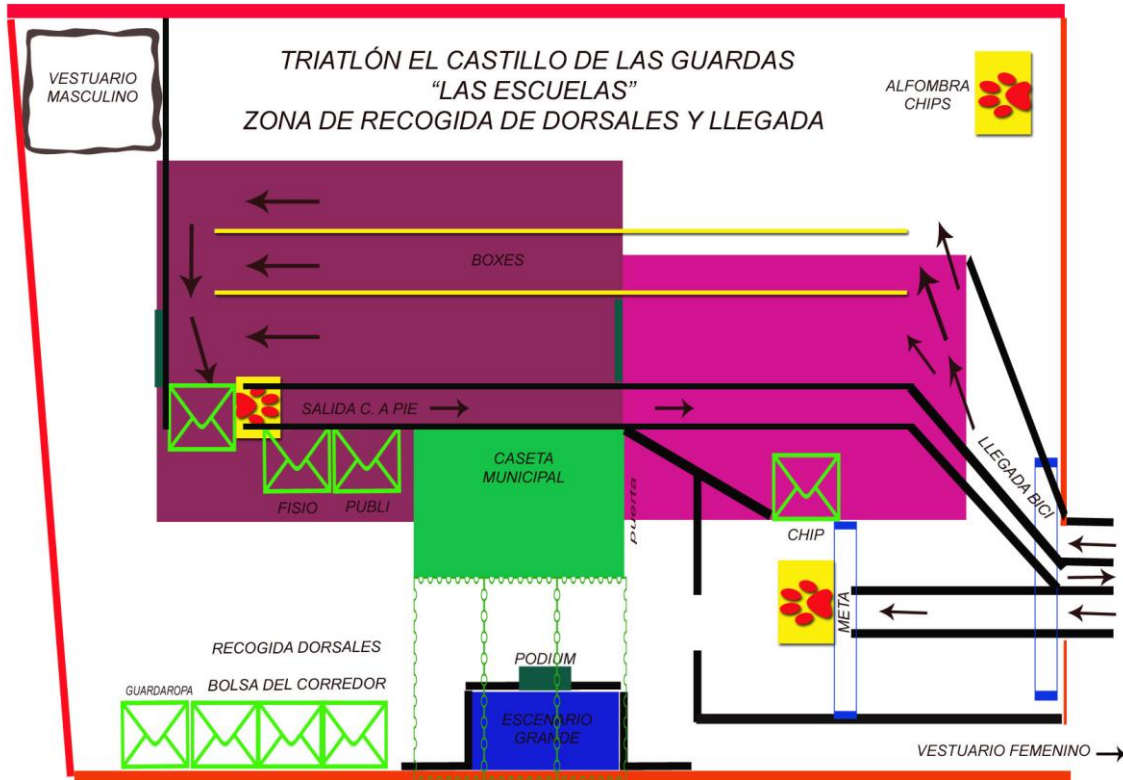 VESTUARIO
MASCULINO
TRIATLÓN EL CASTILLO DE LAS GUARDAS
“LAS ESCUELAS”
ZONA DE RECOGIDA DE DORSALES Y LLEGADA
ALFOMBRA
CHIPS
BOXES
SALIDA C. A PIE
CASETA
MUNICIPAL
LLEGADA BICI
FISIO
PUBLI
puerta
CHIP
META
RECOGIDA DORSALES
GUARDAROPA
BOLSA DEL CORREDOR
PODIUM
ESCENARIO
GRANDE
VESTUARIO FEMENINO